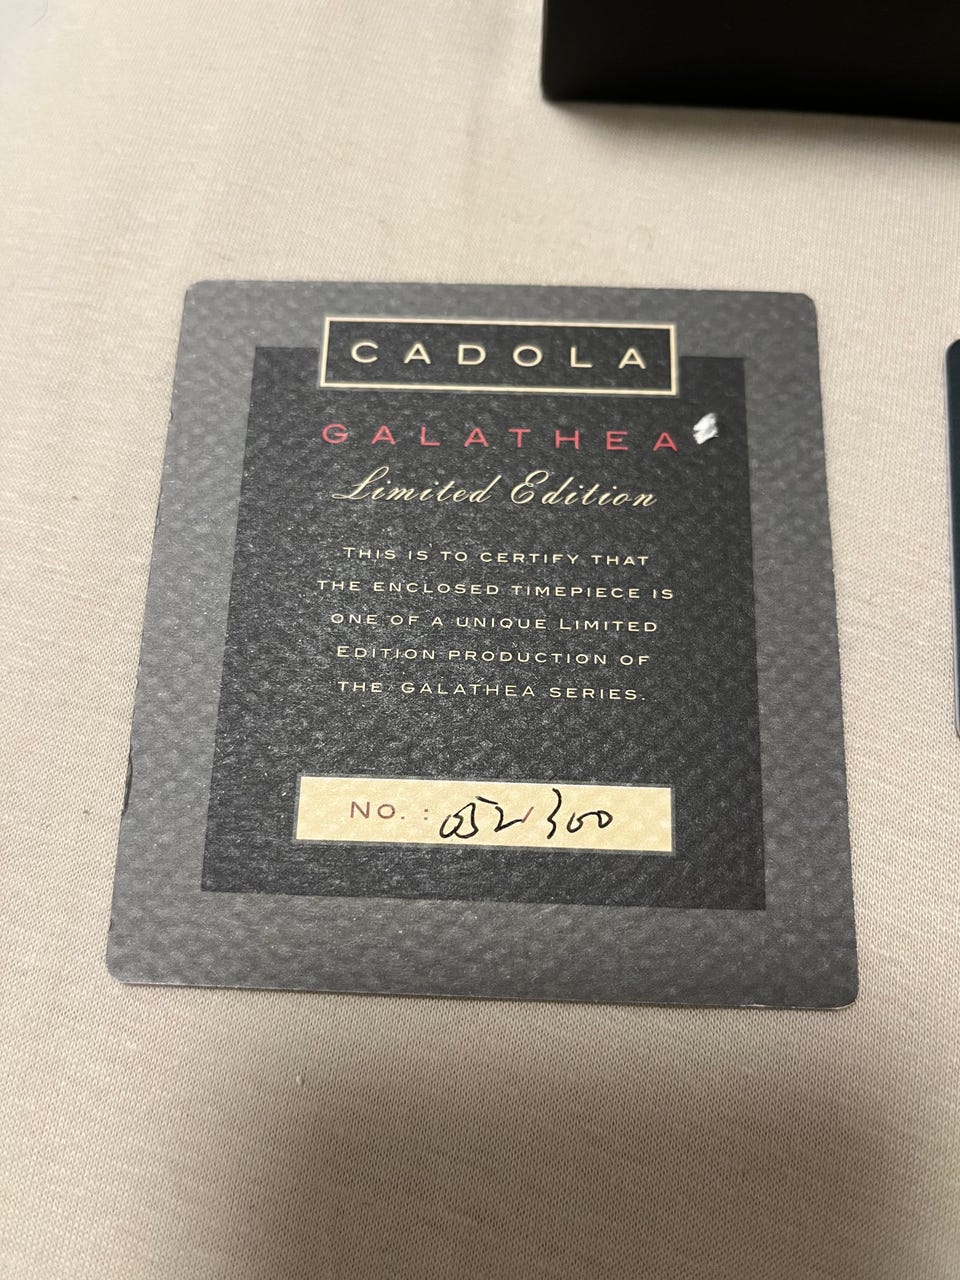 CADOLA
GALATHEA
Limited Edition
THIS IS TO CERTIFY THAT
THE ENCLOSED TIMEPIECE IS
ONE OF A UNIQUE LIMITED
EDITION PRODUCTION OF
THE GALATHEA SERIES.
NO. : 052/300